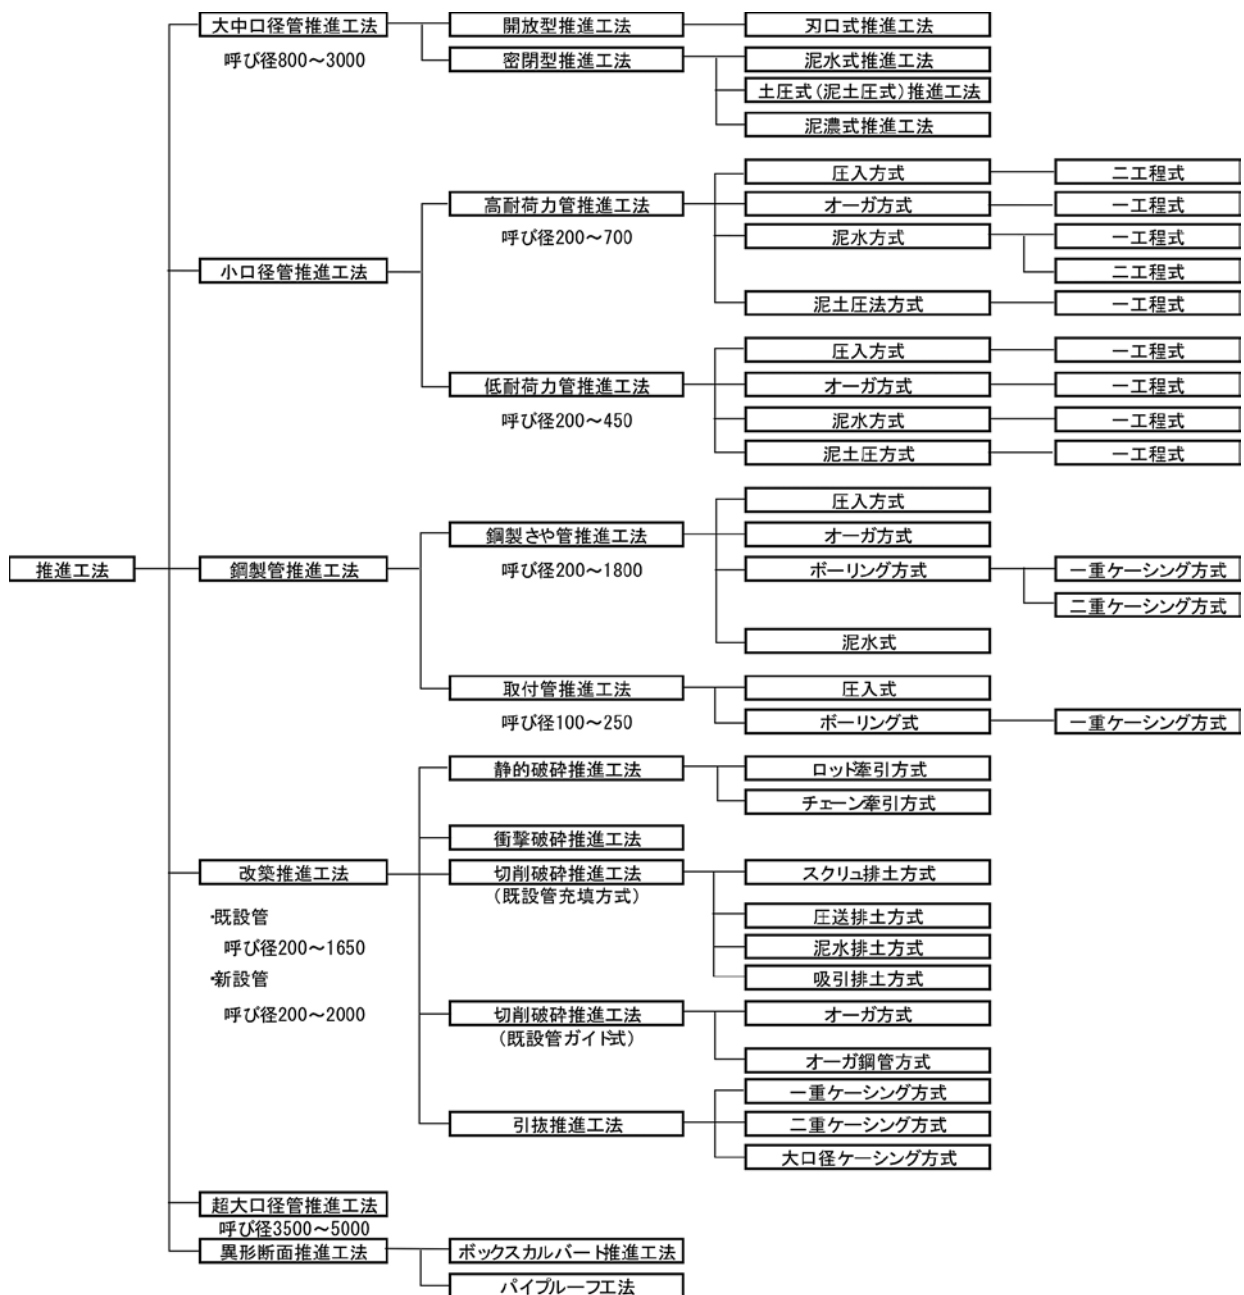 大中口径管推進工法
開放型推進工法
刃口式推進工法
呼び径800～3000
密閉型推進工法
泥水式推進工法
土圧式(泥土圧式)推進工法
泥濃式推進工法
圧入方式
二工程式
高耐荷力管推進工法
オーガ方式
一工程式
呼び径200～700
泥水方式
一工程式
小口径管推進工法
二工程式
泥土圧法方式
一工程式
圧入方式
一工程式
低耐荷力管推進工法
オーガ方式
一工程式
呼び径200～450
泥水方式
一工程式
泥土圧方式
一工程式
圧入方式
鋼製さや管推進工法
オーガ方式
推進工法
鋼製管推進工法
呼び径200～1800
ボーリング方式
一重ケーシング方式
二重ケーシング方式
泥水式
取付管推進工法
圧入式
呼び径100～250
ボーリング式
一重ケーシング方式
静的破砕推進工法
ロッド牽引方式
チェーン牽引方式
衝撃破砕推進工法
改築推進工法
切削破砕推進工法
(既設管充填方式)
スクリュ排土方式
・既設管
圧送排土方式
呼び径200～1650
泥水排土方式
・新設管
吸引排土方式
呼び径200～2000
切削破砕推進工法
(既設管ガイド式)
オーガ方式
オーガ鋼管方式
一重ケーシング方式
引抜推進工法
二重ケーシング方式
大口径ケーシング方式
超大口径管推進工法
呼び径3500～5000
異形断面推進工法
ボックスカルバート推進工法
パイプルーフ工法